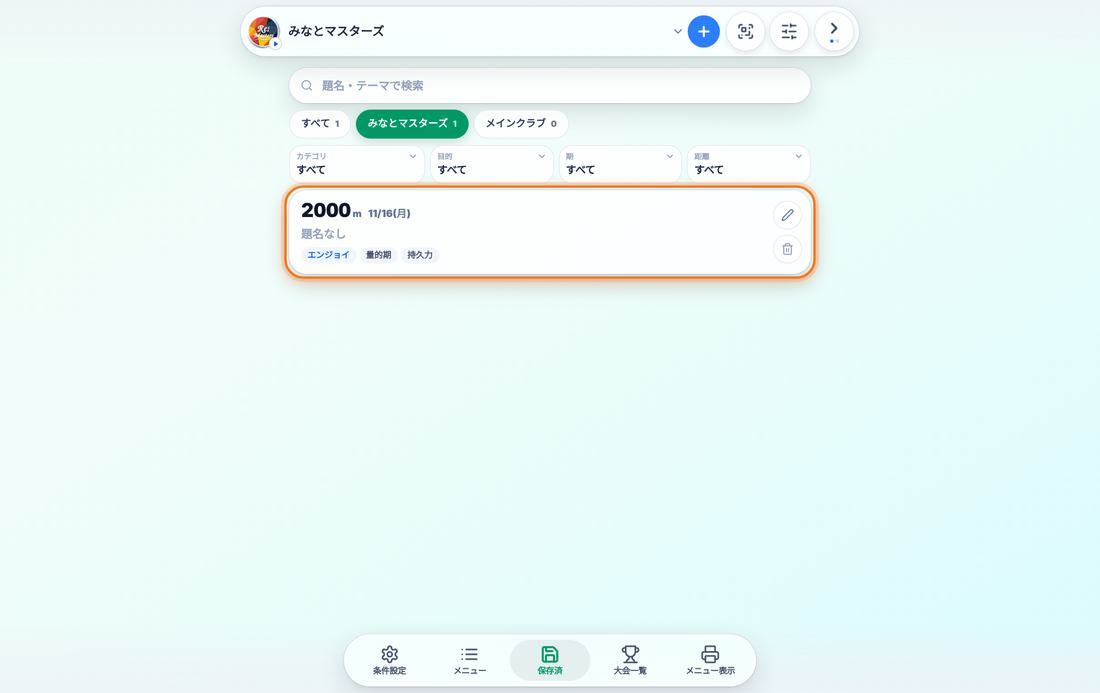 みなとマスターズ
題名・テーマで検索
すべて 1 みなとマスターズ 1 メインクラブ 0
カテゴリ 目的 期 距離
すべて すべて すべて すべて
2000 m 11/16(月)
題名なし
エンジョイ 量的期 持久力
条件設定 メニュー 保存済 大会一覧 メニュー表示